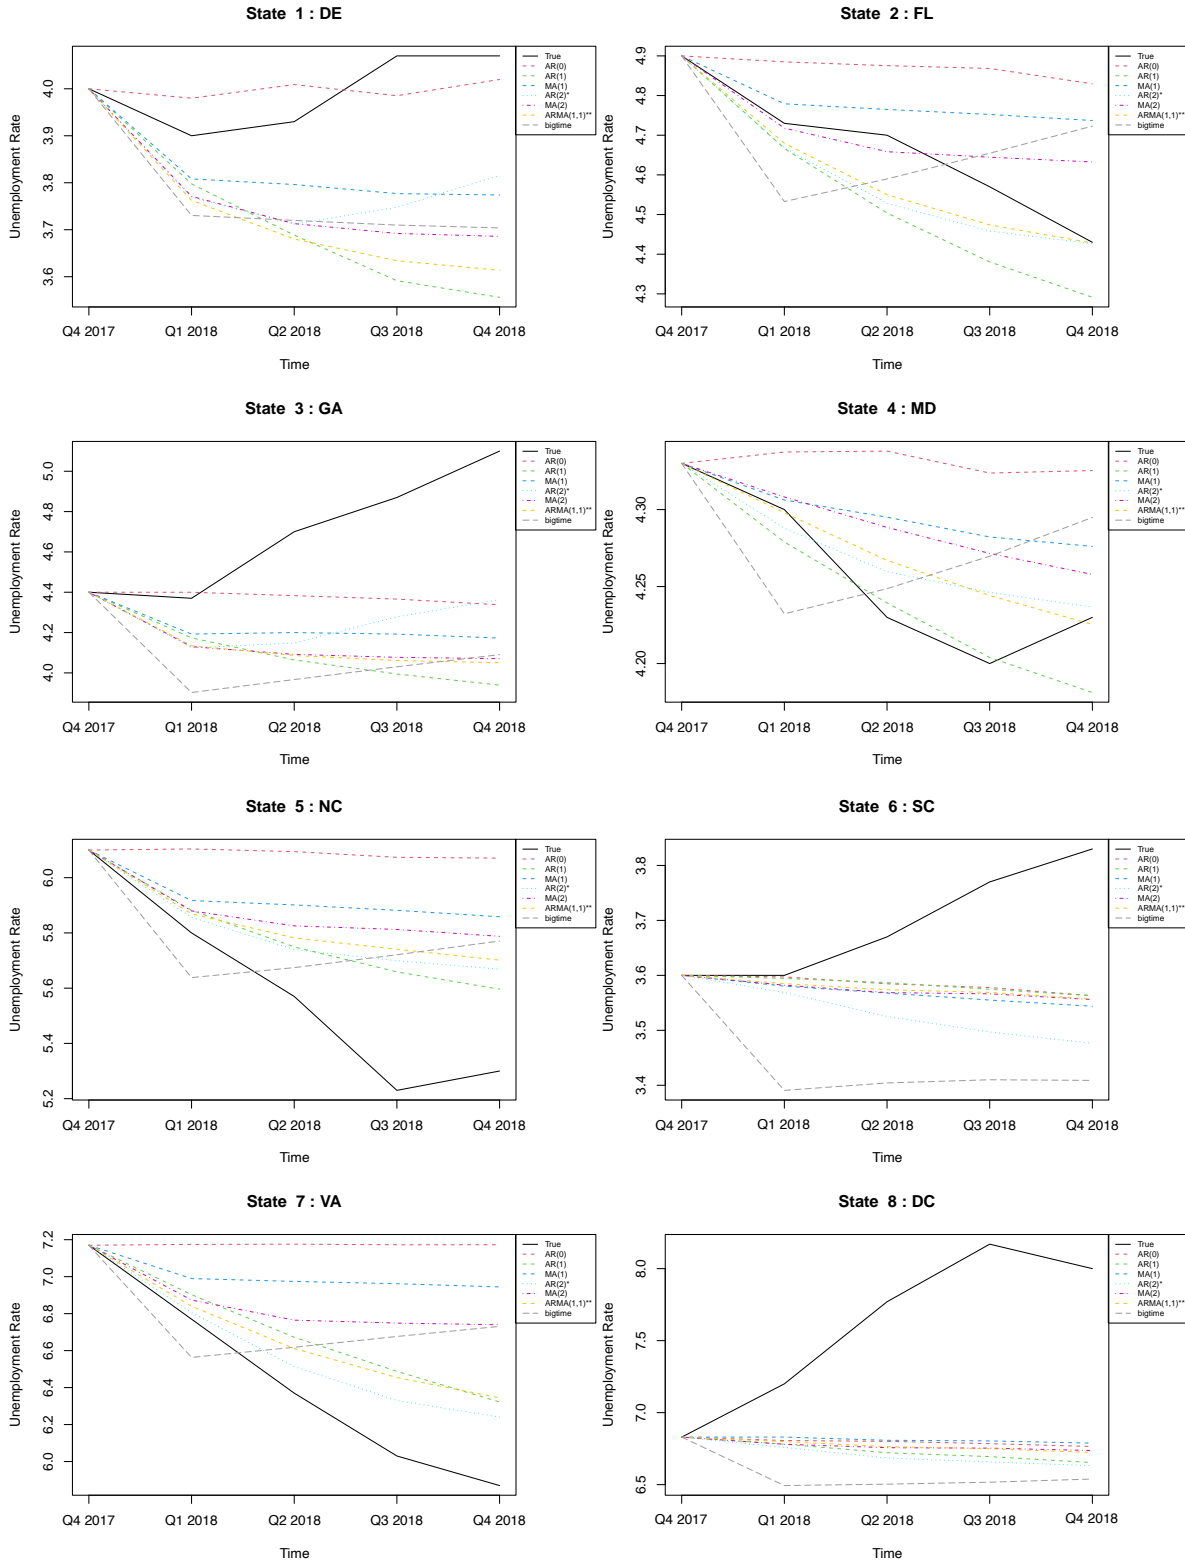 State 1 : DE
Unemployment Rate
4.0
3.9
3.8
3.7
3.6
Q4 2017 Q1 2018 Q2 2018 Q3 2018 Q4 2018
Time
True
AR(0)
AR(1)
MA(1)
AR(2)*
MA(2)
ARMA(1,1)**
bigtime
State 2 : FL
Unemployment Rate
4.9
4.8
4.7
4.6
4.5
4.4
4.3
Q4 2017 Q1 2018 Q2 2018 Q3 2018 Q4 2018
Time
True
AR(0)
AR(1)
MA(1)
AR(2)*
MA(2)
ARMA(1,1)**
bigtime
State 3 : GA
Unemployment Rate
5.0
4.8
4.6
4.4
4.2
4.0
Q4 2017 Q1 2018 Q2 2018 Q3 2018 Q4 2018
Time
True
AR(0)
AR(1)
MA(1)
AR(2)*
MA(2)
ARMA(1,1)**
bigtime
State 4 : MD
Unemployment Rate
4.30
4.25
4.20
Q4 2017 Q1 2018 Q2 2018 Q3 2018 Q4 2018
Time
True
AR(0)
AR(1)
MA(1)
AR(2)*
MA(2)
ARMA(1,1)**
bigtime
State 5 : NC
Unemployment Rate
6.0
5.8
5.6
5.4
5.2
Q4 2017 Q1 2018 Q2 2018 Q3 2018 Q4 2018
Time
True
AR(0)
AR(1)
MA(1)
AR(2)*
MA(2)
ARMA(1,1)**
bigtime
State 6 : SC
Unemployment Rate
3.8
3.7
3.6
3.5
3.4
Q4 2017 Q1 2018 Q2 2018 Q3 2018 Q4 2018
Time
True
AR(0)
AR(1)
MA(1)
AR(2)*
MA(2)
ARMA(1,1)**
bigtime
State 7 : VA
Unemployment Rate
7.2
7.0
6.8
6.6
6.4
6.2
6.0
Q4 2017 Q1 2018 Q2 2018 Q3 2018 Q4 2018
Time
True
AR(0)
AR(1)
MA(1)
AR(2)*
MA(2)
ARMA(1,1)**
bigtime
State 8 : DC
Unemployment Rate
8.0
7.5
7.0
6.5
Q4 2017 Q1 2018 Q2 2018 Q3 2018 Q4 2018
Time
True
AR(0)
AR(1)
MA(1)
AR(2)*
MA(2)
ARMA(1,1)**
bigtime